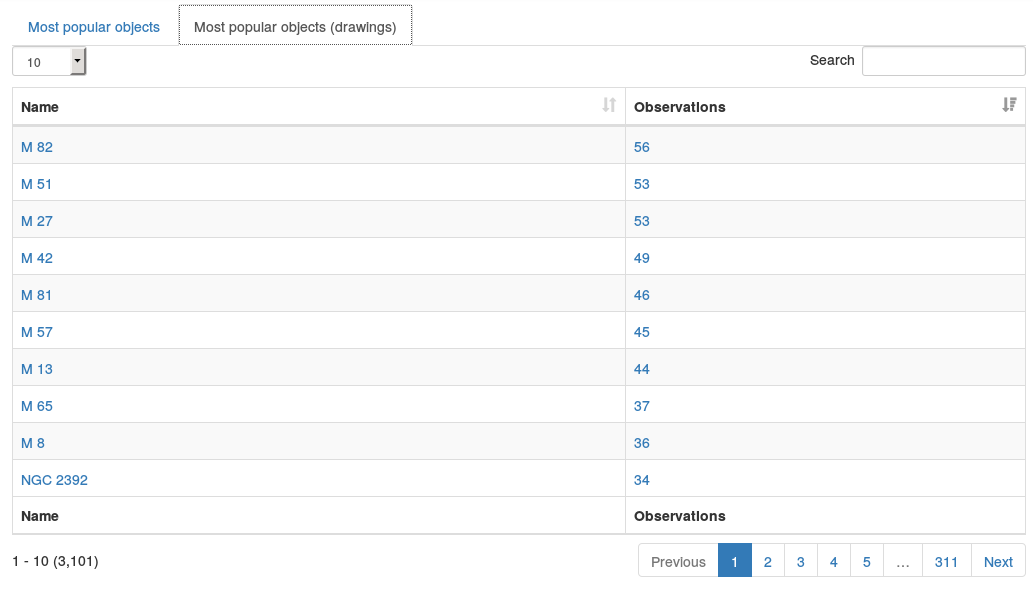 Most popular objects Most popular objects (drawings)
10 Search
Name Observations
M 82 56
M 51 53
M 27 53
M 42 49
M 81 46
M 57 45
M 13 44
M 65 37
M 8 36
NGC 2392 34
Name Observations
1 - 10 (3,101) Previous 1 2 3 4 5 … 311 Next